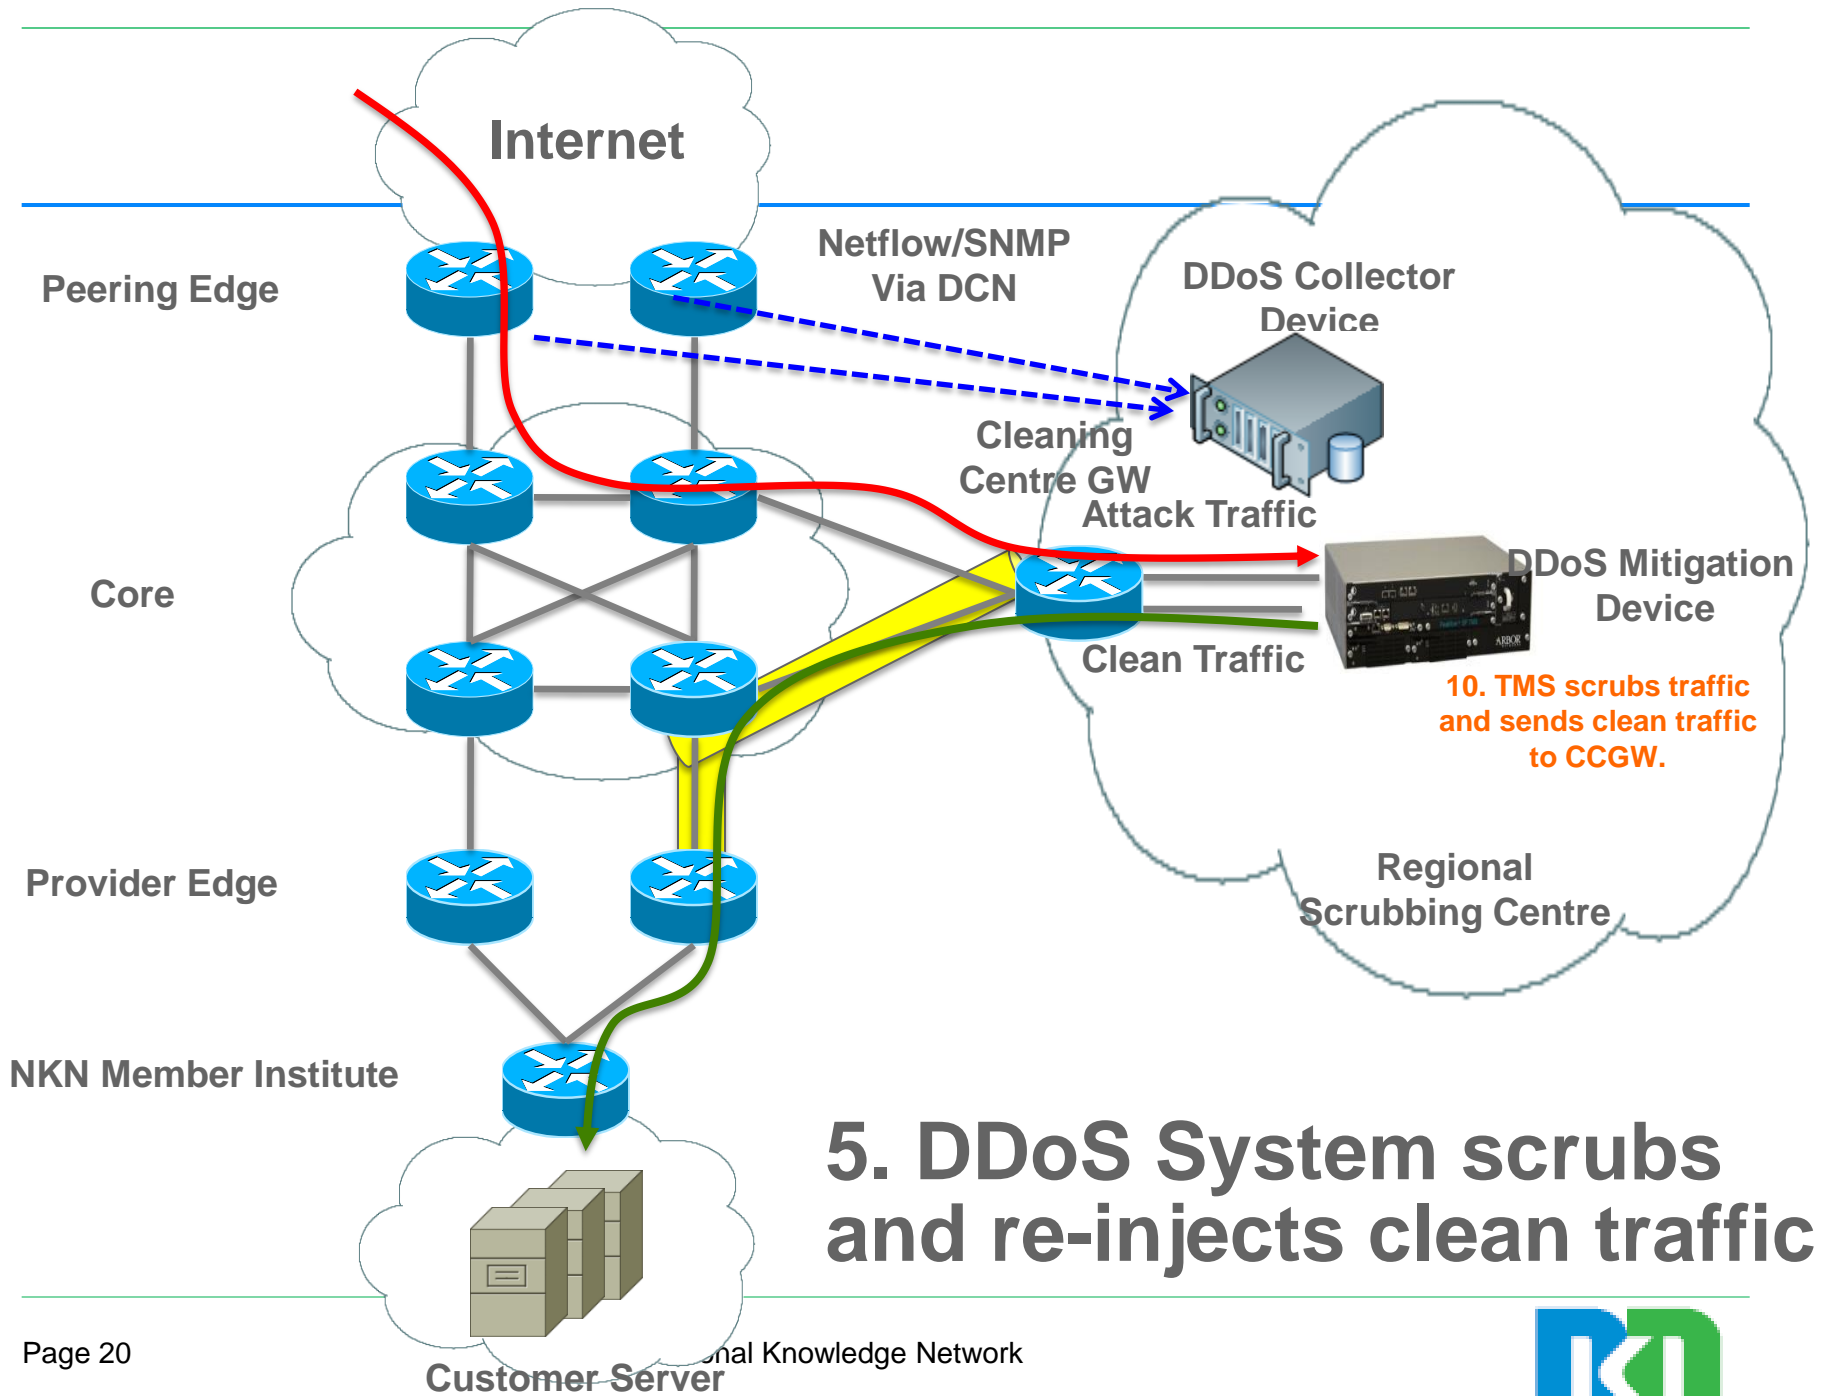 Internet
Netflow/SNMP
Via DCN
Peering Edge
DDoS Collector
Device
Cleaning
Centre GW
Attack Traffic
Core
DDoS Mitigation
Device
Clean Traffic
ARBOR
10. TMS scrubs traffic
and sends clean traffic
to CCGW.
Provider Edge
Regional
Scrubbing Centre
NKN Member Institute
5. DDoS System scrubs
and re-injects clean traffic
Page 20
Knowledge Network
Customer Server